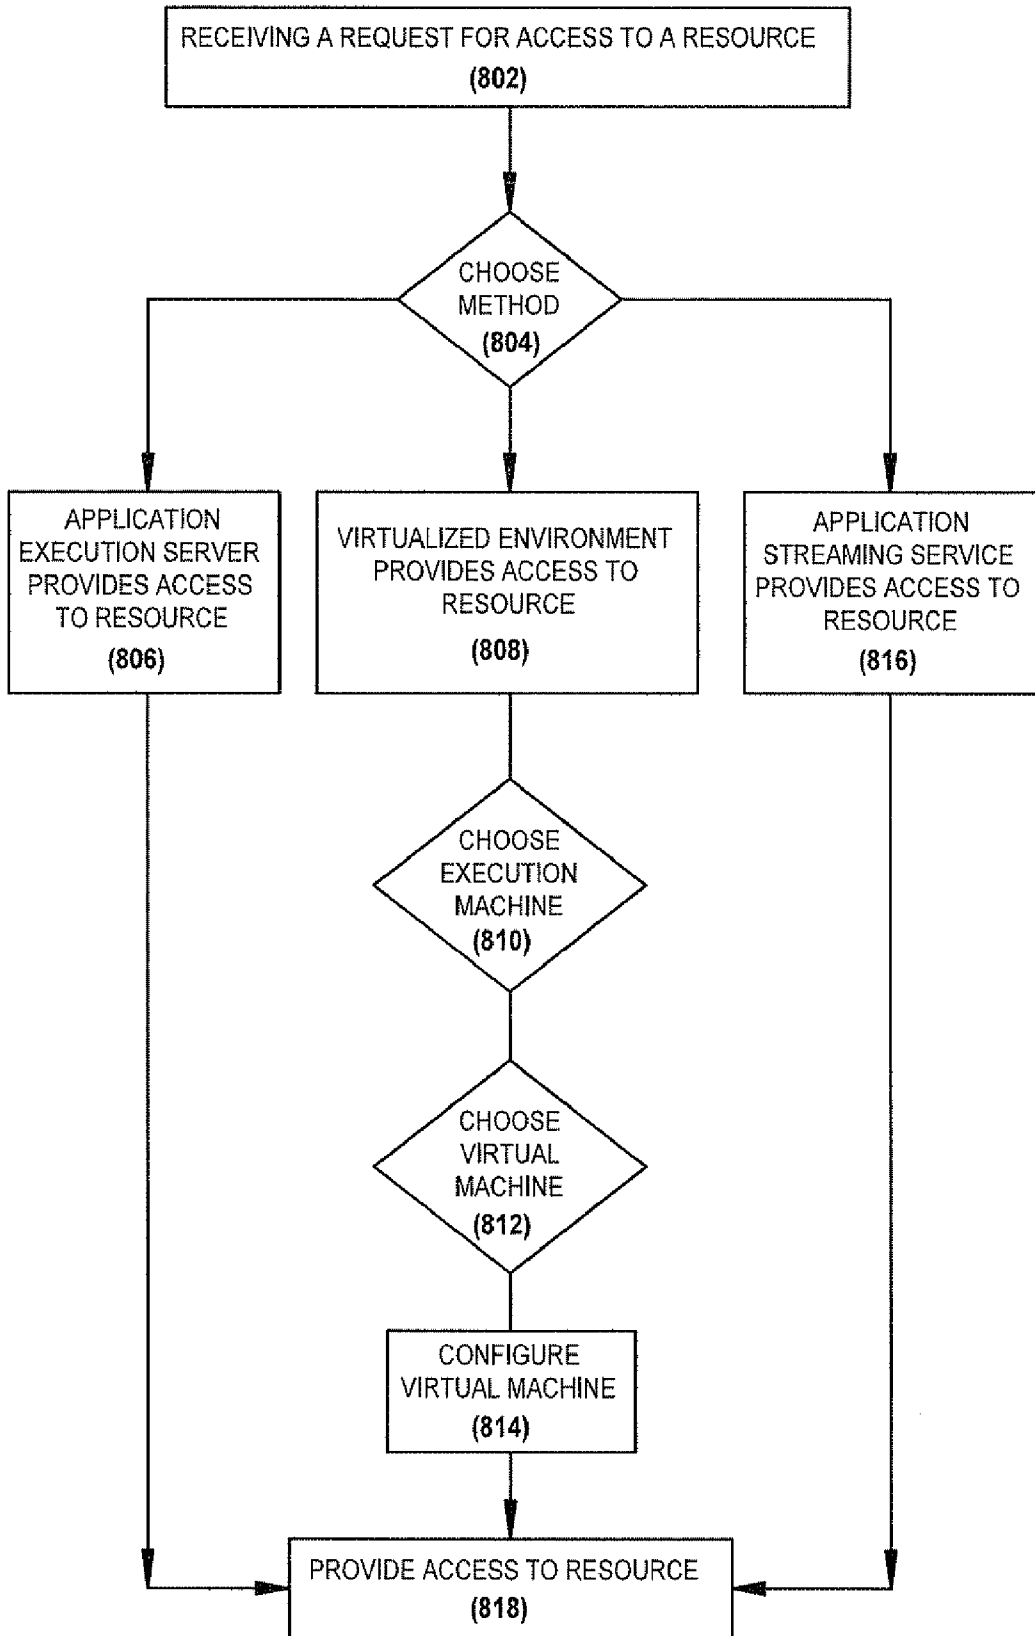 RECEIVING A REQUEST FOR ACCESS TO A RESOURCE
(802)
CHOOSE
METHOD
(804)
APPLICATION
EXECUTION SERVER
PROVIDES ACCESS
TO RESOURCE
(806)
VIRTUALIZED ENVIRONMENT
PROVIDES ACCESS TO
RESOURCE
(808)
APPLICATION
STREAMING SERVICE
PROVIDES ACCESS TO
RESOURCE
(816)
CHOOSE
EXECUTION
MACHINE
(810)
CHOOSE
VIRTUAL
MACHINE
(812)
CONFIGURE
VIRTUAL MACHINE
(814)
PROVIDE ACCESS TO RESOURCE
(818)